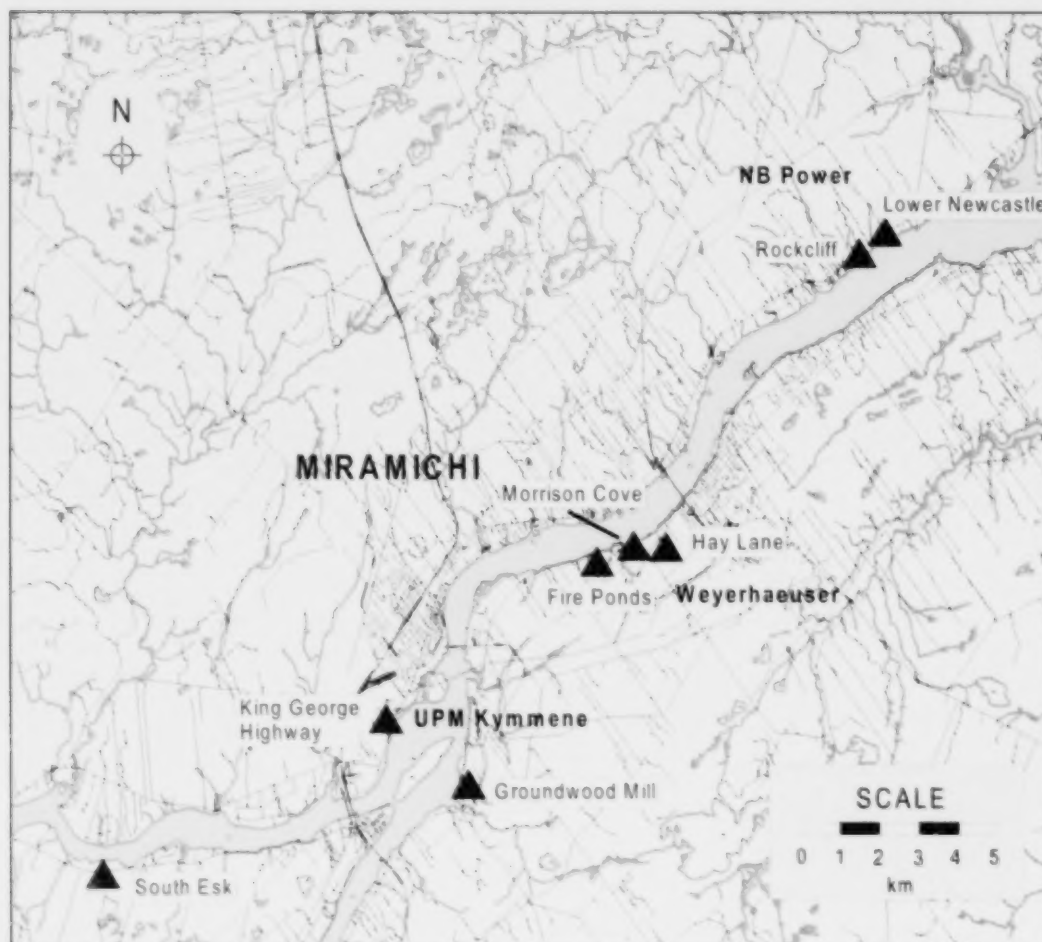 N
NB Power
Lower Newcastle
Rockcliff
MIRAMICHI
Morrison Cove
Hay Lane
Fire Ponds
Weyerhaeuser
King George
Highway
UPM Kymmene
Groundwood Mill
SCALE
0 1 2 3 4 5
km
South Esk